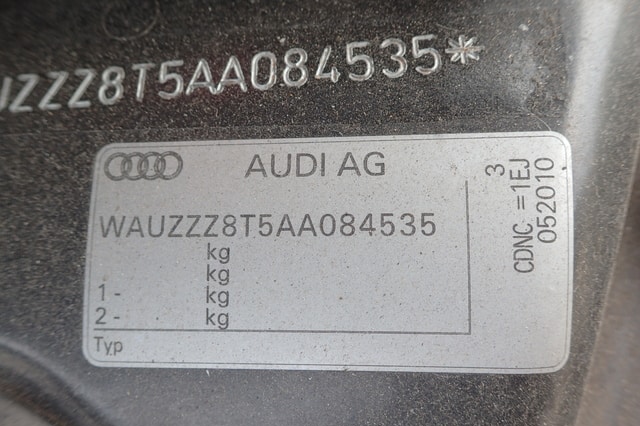 UZZZ8T5AA084535*
AUDI AG
WAUZZZ8T5AA084535
kg
kg
1 - kg
2 - kg
Typ
3
CDNC =1EJ
052010